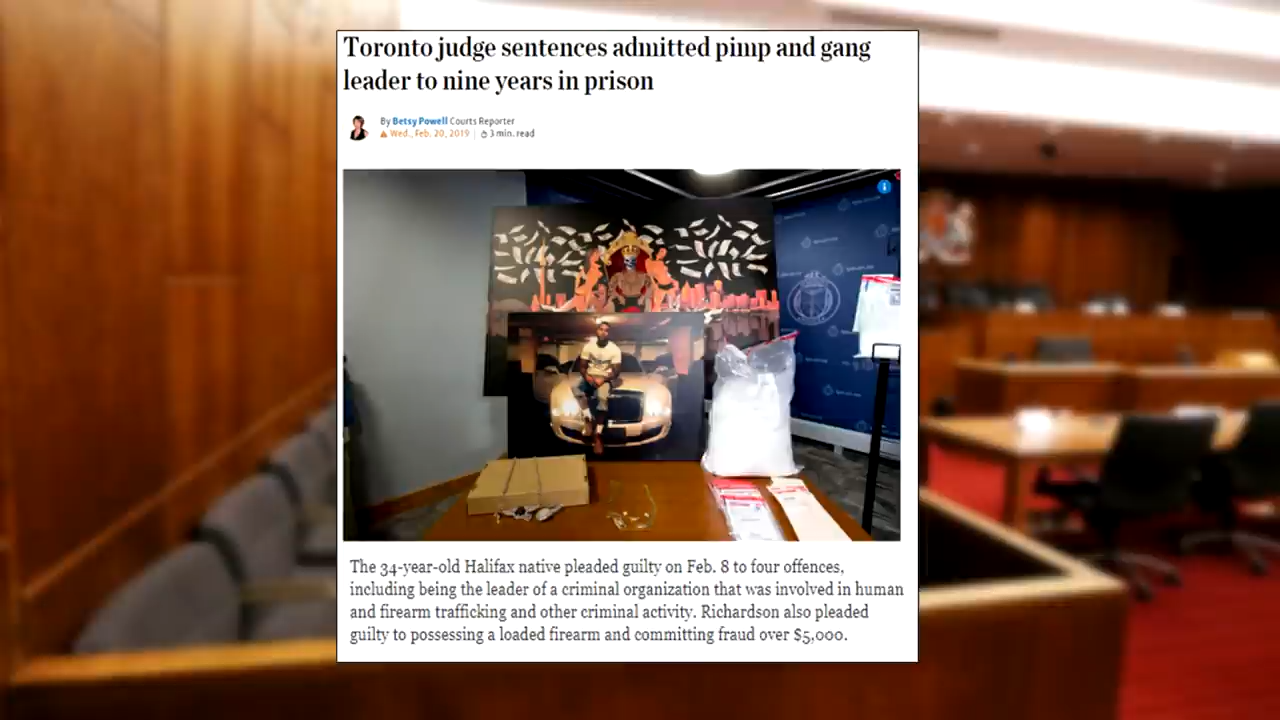 Toronto judge sentences admitted pimp and gang
leader to nine years in prison
By Betsy Powell Courts Reporter
Wed., Feb. 20, 2019 | 3 min. read
The 34-year-old Halifax native pleaded guilty on Feb. 8 to four offences,
including being the leader of a criminal organization that was involved in human
and firearm trafficking and other criminal activity. Richardson also pleaded
guilty to possessing a loaded firearm and committing fraud over $5,000.